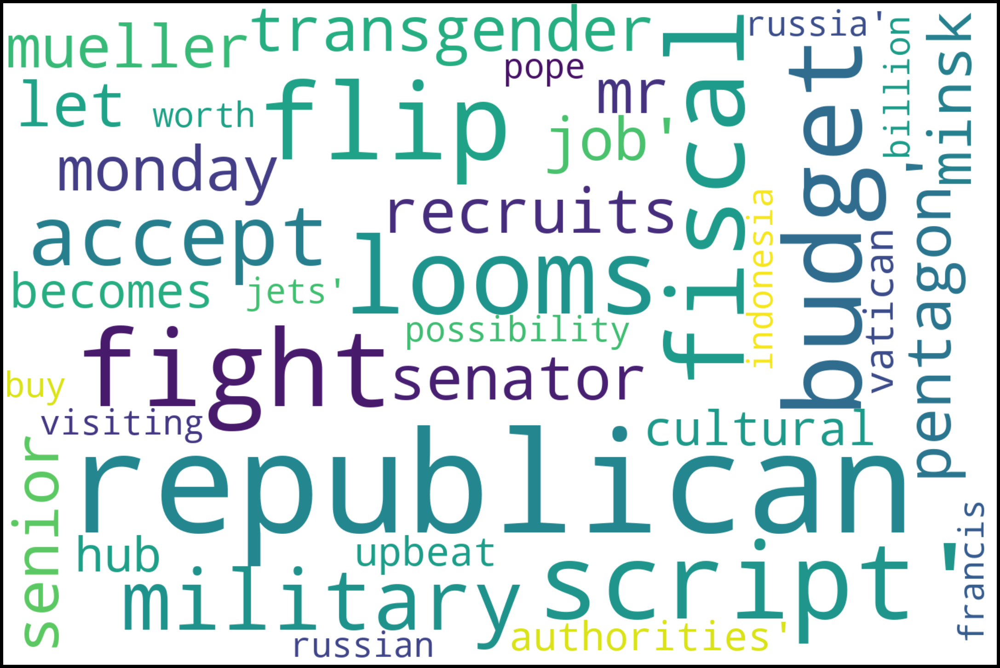 transgender
russia'
mueller
fiscal
billion
minsk
pope
mr
let
worth
flip
job'
budget
monday
recruits
accept
looms
indonesia
vatican
pentagon'
becomes
jets'
possibility
fight
senator
buy
visiting
cultural
senior
republican
hub
upbeat
script'
francis
military
authorities'
russian